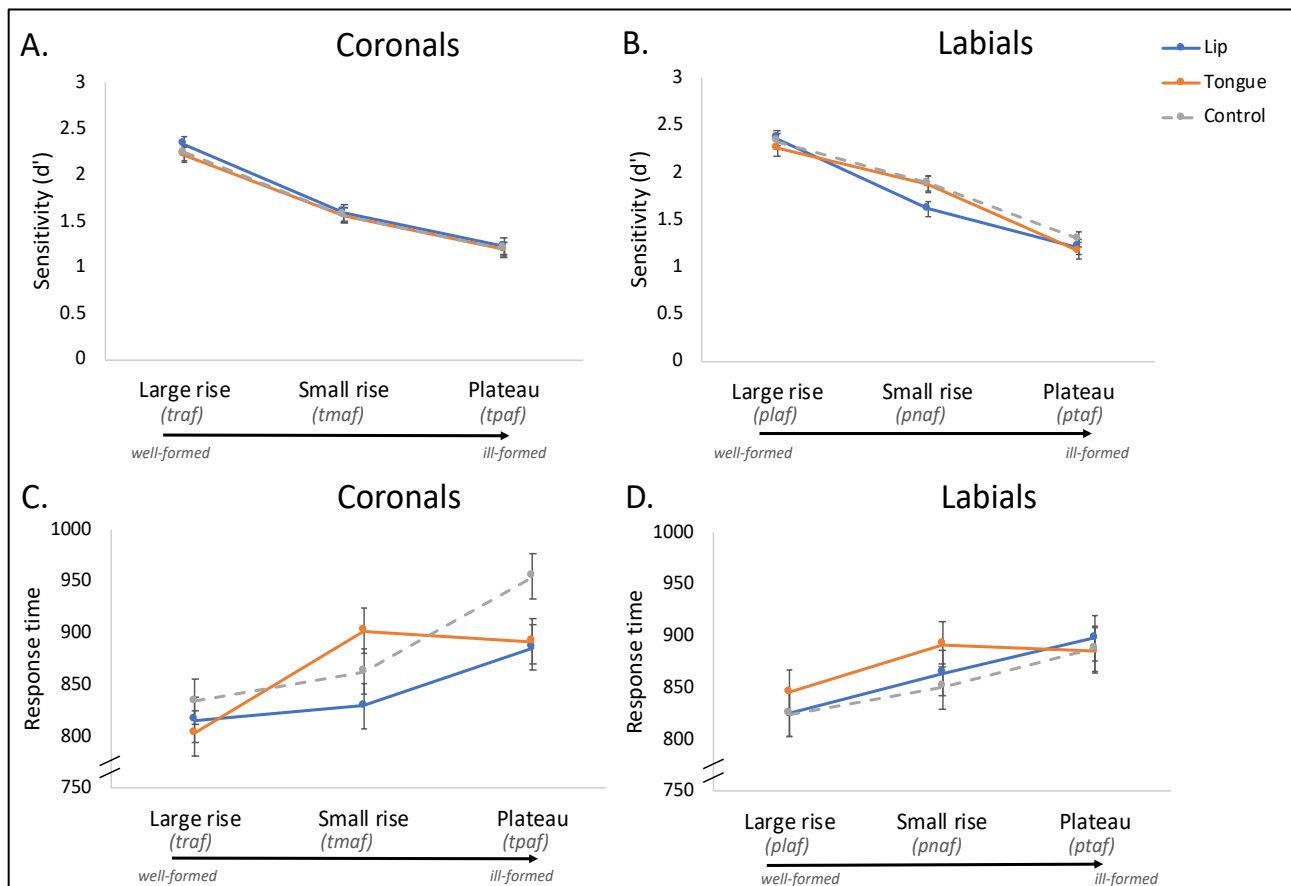 A.
Coronals
Sensitivity (d')
3
2.5
2
1.5
1
0.5
0
Large rise
Small rise
Plateau
(traf)
(tmaf)
(tpaf)
well-formed
ill-formed
B.
Labials
Lip
Tongue
Control
Sensitivity (d')
3
2.5
2
1.5
1
0.5
0
Large rise
Small rise
Plateau
(plaf)
(pnaf)
(ptaf)
well-formed
ill-formed
C.
Coronals
Response time
1000
950
900
850
800
750
Large rise
Small rise
Plateau
(traf)
(tmaf)
(tpaf)
well-formed
ill-formed
D.
Labials
Response time
1000
950
900
850
800
750
Large rise
Small rise
Plateau
(plaf)
(pnaf)
(ptaf)
well-formed
ill-formed